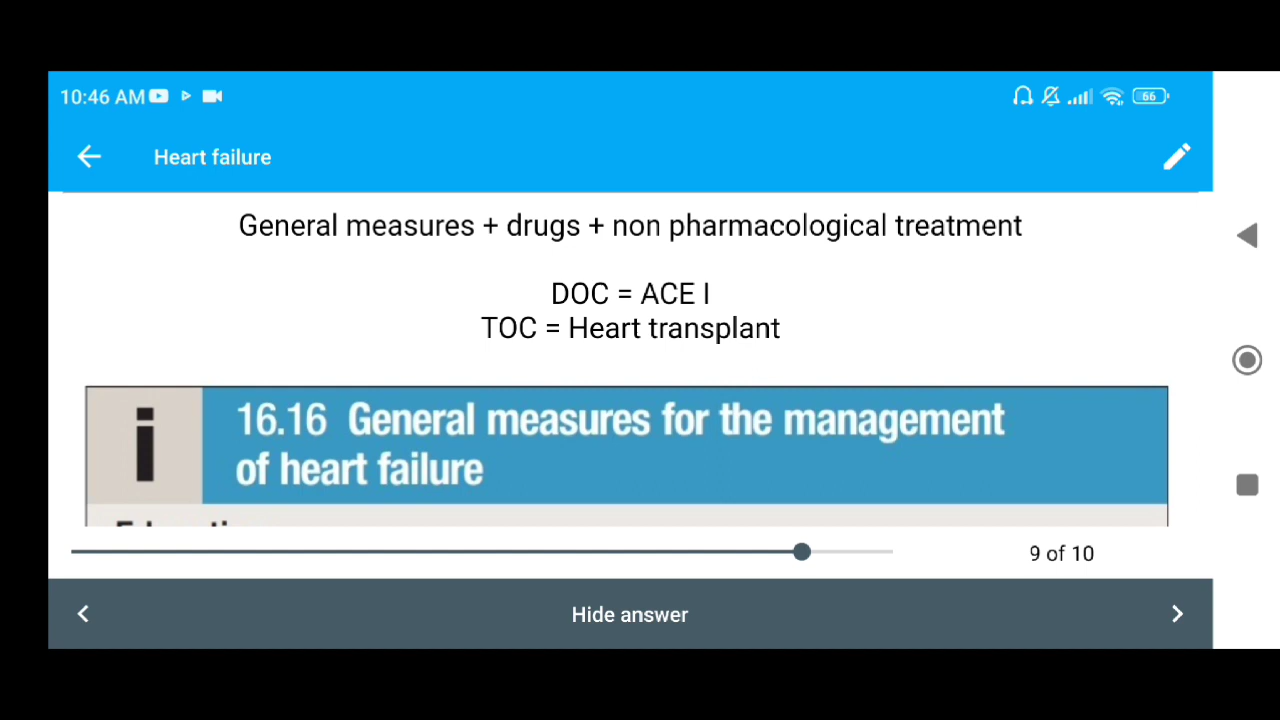 10:46 AM
66
Heart failure
General measures + drugs + non pharmacological treatment
DOC = ACE I
TOC = Heart transplant
i
16.16 General measures for the management
of heart failure
9 of 10
Hide answer